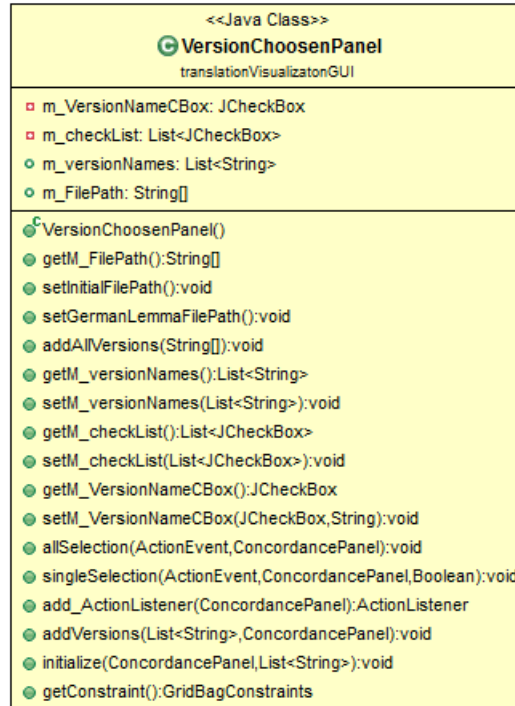 <<Java Class>>
VersionChoosenPanel
translationVisualizatonGUI
m_VersionNameCBox: JCheckBox
m_checkList: List<JCheckBox>
m_versionNames: List<String>
m_FilePath: String[]
VersionChoosenPanel()
getM_FilePath():String[]
setInitialFilePath():void
setGermanLemmaFilePath():void
addAllVersions(String[]):void
getM_versionNames():List<String>
setM_versionNames(List<String>):void
getM_checkList():List<JCheckBox>
setM_checkList(List<JCheckBox>):void
getM_VersionNameCBox():JCheckBox
setM_VersionNameCBox(JCheckBox,String):void
allSelection(ActionEvent,ConcordancePanel):void
singleSelection(ActionEvent,ConcordancePanel,Boolean):void
add_ActionListener(ConcordancePanel):ActionListener
addVersions(List<String>,ConcordancePanel):void
initialize(ConcordancePanel,List<String>):void
getConstraint():GridBagConstraints